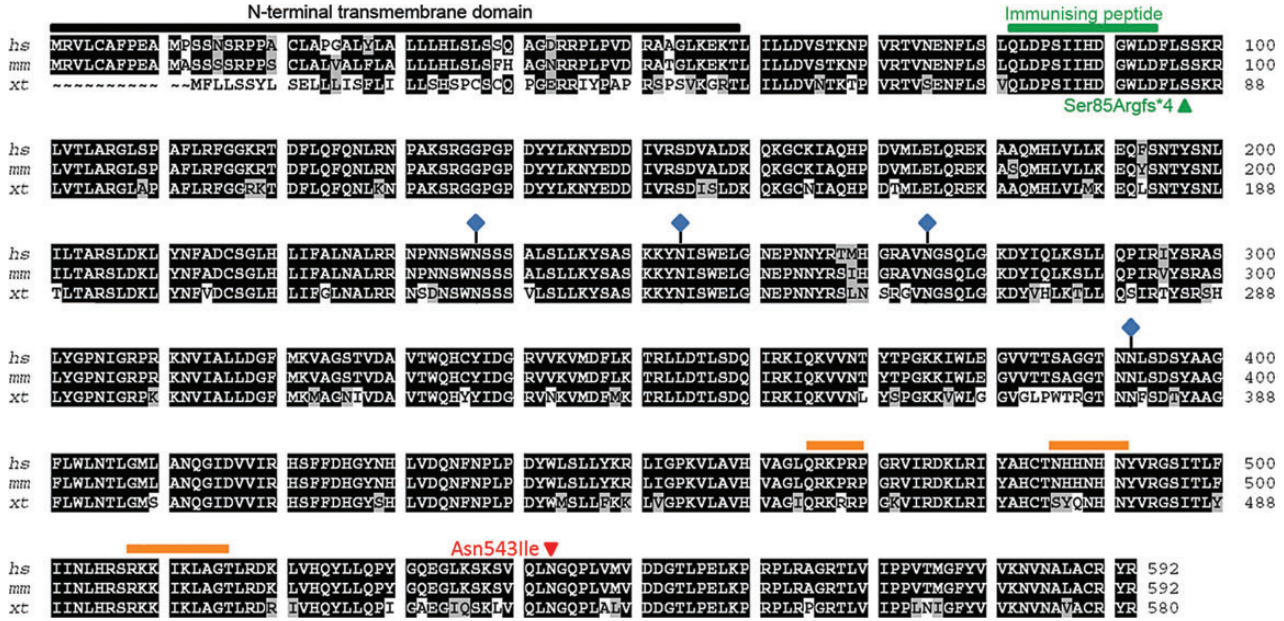 N-terminal transmembrane domain
Immunising peptide
hs MRVLCAFPEA MPSSNSRPPA CLAPGALYLA LLLHLSLSSQ AGDRRPLPVD RAAGLKEKTL ILLDVSTKNP VRTVNENFLS LQLDPSIIHD GWLDFLSSKR 100
mm MRVLCAFPEA MASSSSRPPS CLALVALFLA LLLHLSLSFH AGNRRPLPVD RATGLKEKTL ILLDVSTKNP VRTVNENFLS LQLDPSIIHD GWLDFLSSKR 100
xt ~~~~~~~~~~ ~~MFLLSSYL SELLLISFLI LLSHSPCSCQ PGERRIYPAP RSPSVKGRTL ILLDVNTKTP VRTVSENFLS VQLDPSIIHD GWLDFLSSKR 88
Ser85Argfs*4
hs LVTLARGLSP AFLRFGGKRT DFLQFQNLRN PAKSRGGPGP DYYLKNYEDD IVRSDVALDK QKGCKIAQHP DVMLELQREK AAQMHLVLLK EQFSNTYSNL 200
mm LVTLARGLSP AFLRFGGKRT DFLQFQNLRN PAKSRGGPGP DYYLKNYEDD IVRSDVALDK QKGCKIAQHP DVMLELQREK ASQMHLVLLK EQYSNTYSNL 200
xt LVTLARGLAP AFLRFGGRKT DFLQFQNLKN PAKSRGGPGP DYYLKNYEDD IVRSDISLDK QKGCNIAQHP DTMLELQREK AAQMHLVLMK EQLSNTYSNL 188
hs ILTARSLDKL YNFADCSGLH LIFALNALRR NPNNSWNSSS ALSLLKYSAS KKYNISWELG NEPNNYRTMH GRAVNGSQLG KDYIQLKSLL QPIRIYSRAS 300
mm ILTARSLDKL YNFADCSGLH LIFALNALRR NPNNSWNSSS ALSLLKYSAS KKYNISWELG NEPNNYRSIH GRAVNGSQLG KDYIQLKSLL QPIRVYSRAS 300
xt TLTARSLDKL YNFVDCSGLH LIFGLNALRR NSDNSWNSSS VLSLLKYSAS KKYNISWELG NEPNNYRSLN SRGVNGSQLG KDYVHLKTLL QSIRTYSRSH 288
hs LYGPNIGRPR KNVIALLDGF MKVAGSTVDA VTWQHCYIDG RVVKVMDFLK TRLLDTLSDQ IRKIQKVVNT YTPGKKIWLE GVVTTSAGGT NNLSDSYAAG 400
mm LYGPNIGRPR KNVIALLDGF MKVAGSTVDA VTWQHCYIDG RVVKVMDFLK TRLLDTLSDQ IRKIQKVVNT YTPGKKIWLE GVVTTSAGGT NNLSDSYAAG 400
xt LYGPNIGRPK KNVIALLDGF MKMAGNIVDA VTWQHYYIDG RVNKVMDFMK TRLLDTLSDQ IRKIQKVVNL YSPGKKVWLG GVGLPWTRGT NNFSDTYAAG 388
hs FLWLNTLGML ANQGIDVVIR HSFFDHGYNH LVDQNFNPLP DYWLSLLYKR LIGPKVLAVH VAGLQRKPRP GRVIRDKLRI YAHCTNHHNH NYVRGSITLF 500
mm FLWLNTLGML ANQGIDVVIR HSFFDHGYNH LVDQNFNPLP DYWLSLLYKR LIGPKVLAVH VAGLQRKPRP GRVIRDKLRI YAHCTNHHNH NYVRGSITLF 500
xt FLWLNTLGMS ANQGIDVVIR HSFFDHGYSH LVDQNFNPLP DYWMSLLFKK LVGPKVLAVH VAGIQRKRRP GKVIRDKLRI YAHCTSYQNH NYVRGSITLY 488
Asn543Ile
hs IINLHRSRKK IKLAGTLRDK LVHQYLLQPY GQEGLKSKSV QLNGQPLVMV DDGTLPELKP RPLRAGRTLV IPPVTMGFYV VKNVNALACR YR 592
mm IINLHRSRKK IKLAGTLRDK LVHQYLLQPY GQEGLKSKSV QLNGQPLVMV DDGTLPELKP RPLRAGRTLV IPPVTMGFYV VKNVNALACR YR 592
xt IINLHRSRKK IKLAGTLRDR IVHQYLLQPI GAEGIQSKLV QLNGQPLALV DDGTLPELKP RPLRPGRTLV IPPLNIGFYV VKNVNAVACR YR 580